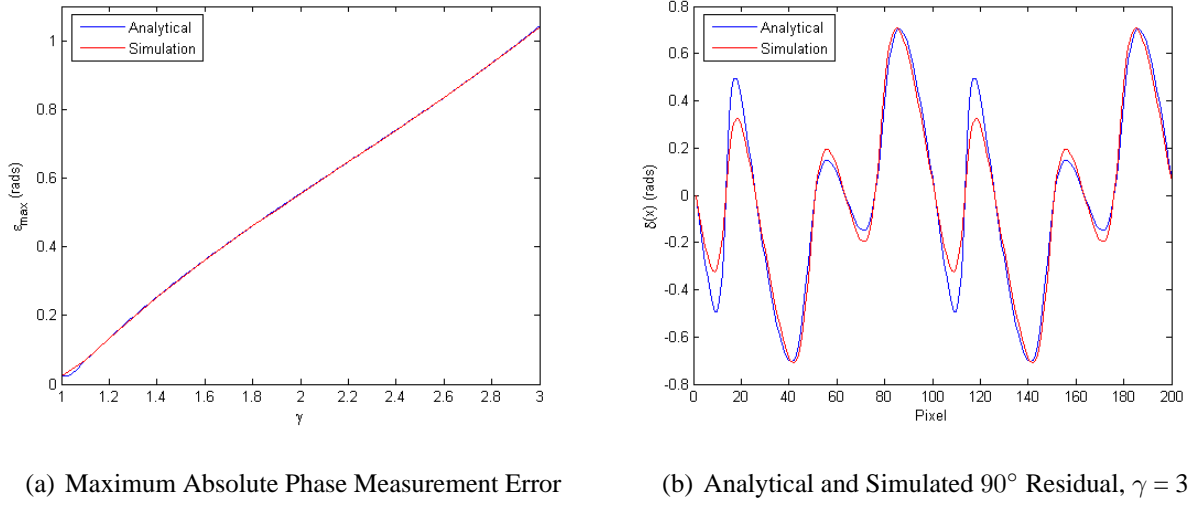 Analytical
Simulation
1
0.8
0.6
0.4
0.2
0
ε_max (rads)
1 1.2 1.4 1.6 1.8 2 2.2 2.4 2.6 2.8 3
γ
Analytical
Simulation
0.8
0.6
0.4
0.2
0
-0.2
-0.4
-0.6
-0.8
δ(x) (rads)
0 20 40 60 80 100 120 140 160 180 200
Pixel
(a) Maximum Absolute Phase Measurement Error
(b) Analytical and Simulated 90° Residual, γ = 3